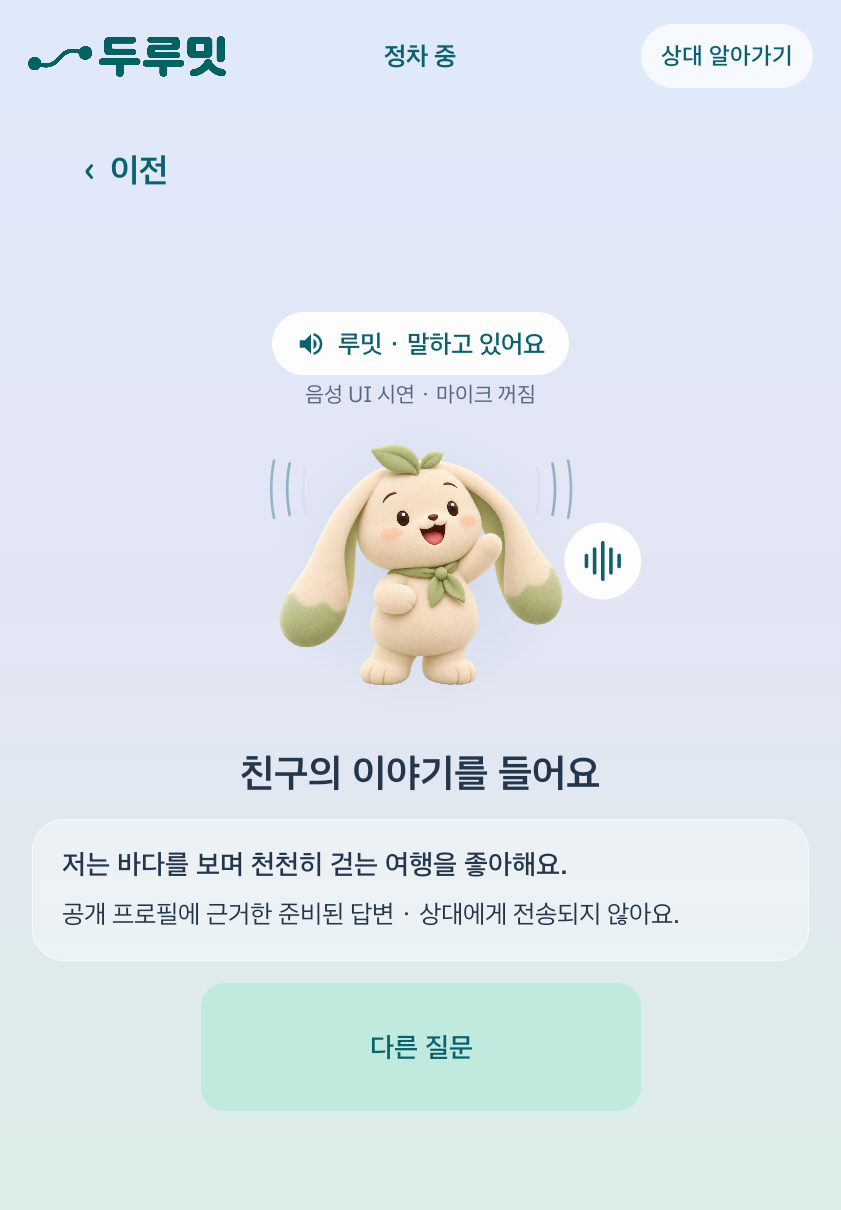 두루밋
정차 중
상대 알아가기
‹ 이전
루밋 · 말하고 있어요
음성 UI 시연 · 마이크 꺼짐
친구의 이야기를 들어요
저는 바다를 보며 천천히 걷는 여행을 좋아해요.
공개 프로필에 근거한 준비된 답변 · 상대에게 전송되지 않아요.
다른 질문